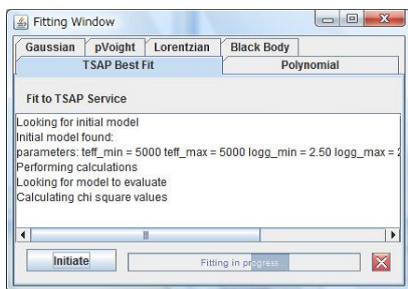 Fitting Window
Gaussian pVoight Lorentzian Black Body
TSAP Best Fit Polynomial
Fit to TSAP Service
Looking for initial model
Initial model found:
parameters: teff_min = 5000 teff_max = 5000 logg_min = 2.50 logg_max = 2
Performing calculations
Looking for model to evaluate
Calculating chi square values
Initiate Fitting in progress